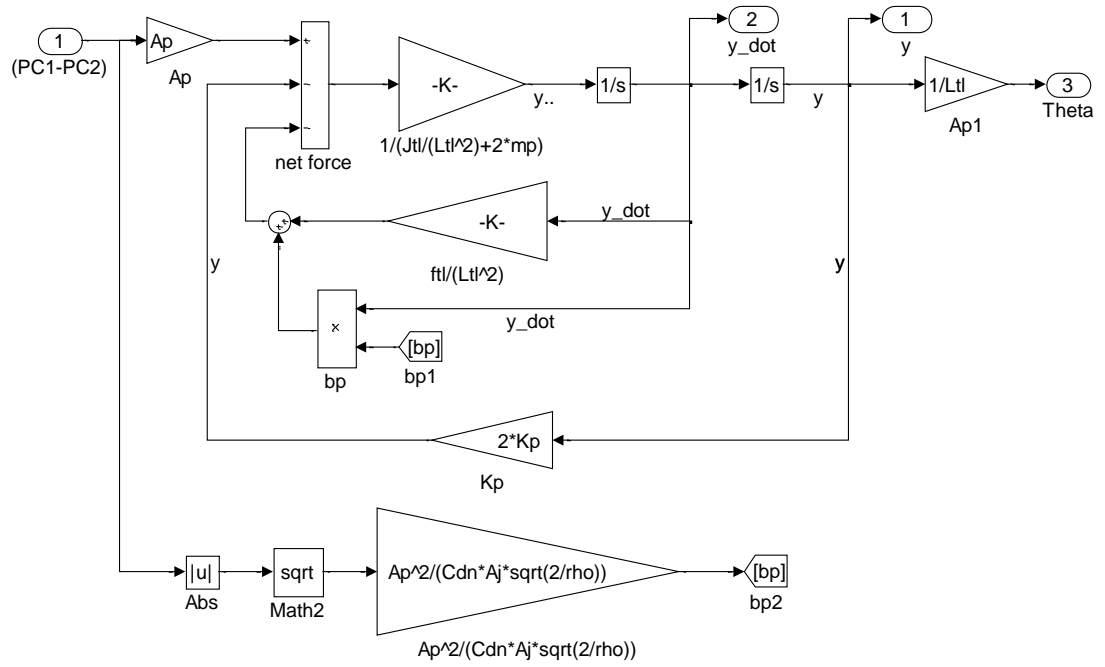 2
y_dot
1
y
1
(PC1-PC2)
Ap
Ap
+
-
-
net force
-K-
1/(Jtl/(Ltl^2)+2*mp)
y..
1/s
1/s
y
1/Ltl
Ap1
3
Theta
+
+
-K-
ftl/(Ltl^2)
y_dot
y
y
×
bp
y_dot
[bp]
bp1
2*Kp
Kp
|u|
Abs
sqrt
Math2
Ap^2/(Cdn*Aj*sqrt(2/rho))
Ap^2/(Cdn*Aj*sqrt(2/rho))
[bp]
bp2